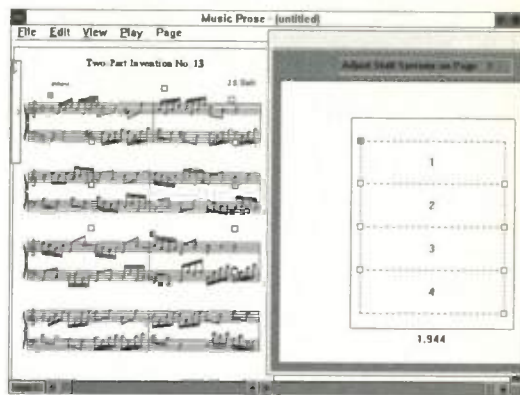 Music Prose - (untitled)
File Edit View Play Page
Two-Part Invention No. 13
J.S. Bach
Adjust Staff Systems on Page
1
2
3
4
1.944